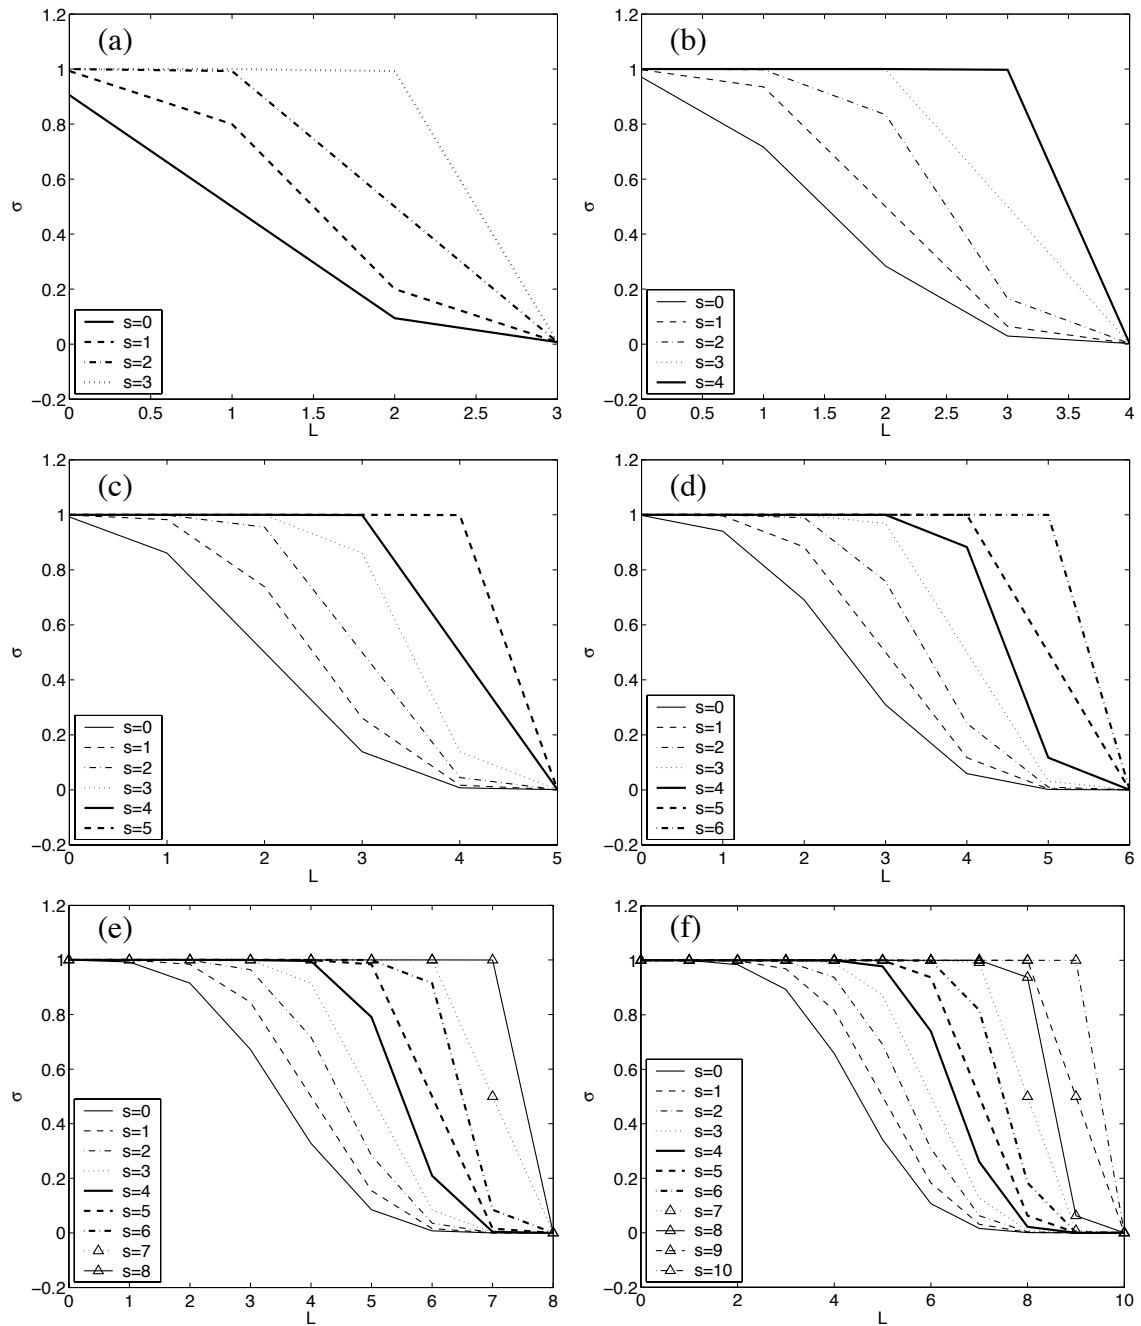 (a)
1.2
1
0.8
0.6
0.4
0.2
0
−0.2
σ
s=0
s=1
s=2
s=3
0 0.5 1 1.5 2 2.5 3
L
(b)
1.2
1
0.8
0.6
0.4
0.2
0
−0.2
σ
s=0
s=1
s=2
s=3
s=4
0 0.5 1 1.5 2 2.5 3 3.5 4
L
(c)
1.2
1
0.8
0.6
0.4
0.2
0
−0.2
σ
s=0
s=1
s=2
s=3
s=4
s=5
0 1 2 3 4 5
L
(d)
1.2
1
0.8
0.6
0.4
0.2
0
−0.2
σ
s=0
s=1
s=2
s=3
s=4
s=5
s=6
0 1 2 3 4 5 6
L
(e)
1.2
1
0.8
0.6
0.4
0.2
0
−0.2
σ
s=0
s=1
s=2
s=3
s=4
s=5
s=6
s=7
s=8
0 1 2 3 4 5 6 7 8
L
(f)
1.2
1
0.8
0.6
0.4
0.2
0
−0.2
σ
s=0
s=1
s=2
s=3
s=4
s=5
s=6
s=7
s=8
s=9
s=10
0 2 4 6 8 10
L